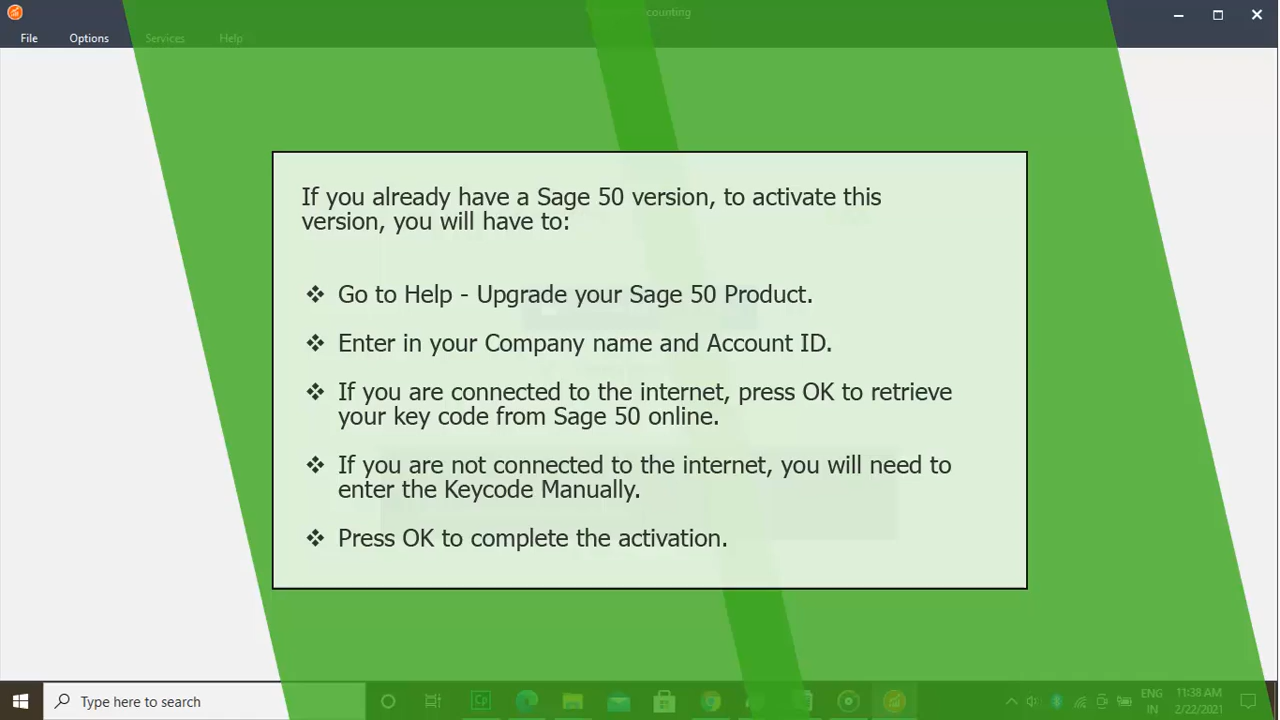 counting
File Options Services Help
If you already have a Sage 50 version, to activate this
version, you will have to:
❖ Go to Help - Upgrade your Sage 50 Product.
❖ Enter in your Company name and Account ID.
❖ If you are connected to the internet, press OK to retrieve
your key code from Sage 50 online.
❖ If you are not connected to the internet, you will need to
enter the Keycode Manually.
❖ Press OK to complete the activation.
Type here to search
Cp
ENG
IN
11:38 AM
2/22/2021